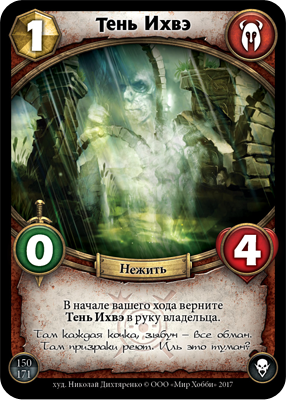 1
Тень Ихвэ
0
4
Нежить
В начале вашего хода верните
Тень Ихвэ в руку владельца.
Там каждая кочка, зыбун – все обман.
Там призраки реют. Иль это туман?
150
171
худ. Николай Дихтяренко © ООО «Мир Хобби» 2017